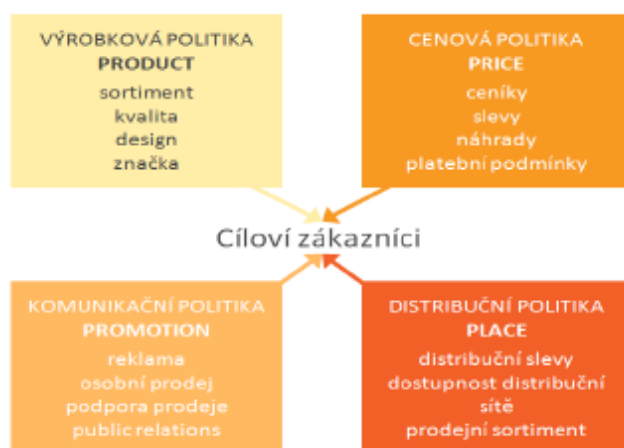 VÝROBKOVÁ POLITIKA
PRODUCT
sortiment
kvalita
design
značka
CENOVÁ POLITIKA
PRICE
ceníky
slevy
náhrady
platební podmínky
Cíloví zákazníci
KOMUNIKAČNÍ POLITIKA
PROMOTION
reklama
osobní prodej
podpora prodeje
public relations
DISTRIBUČNÍ POLITIKA
PLACE
distribuční slevy
dostupnost distribuční
sítě
prodejní sortiment